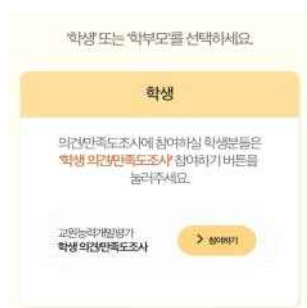 '학생' 또는 '학부모'를 선택하세요.
학생
의견/만족도조사에 참여하실 학생분들은
'학생 의견/만족도조사' 참여하기 버튼을
눌러주세요.
교원능력개발평가
학생 의견/만족도조사
> 참여하기